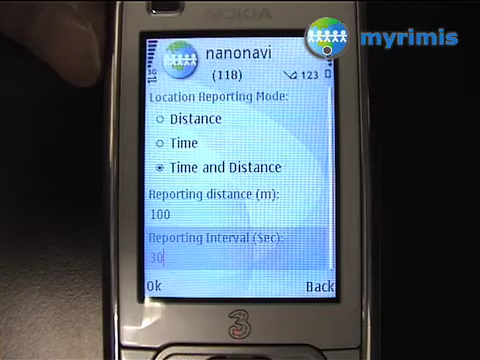 NOKIA
myrimis
nanonavi
(118)
123
3G
Location Reporting Mode:
Distance
Time
Time and Distance
Reporting distance (m):
100
Reporting Interval (Sec):
30
Ok
Back
3